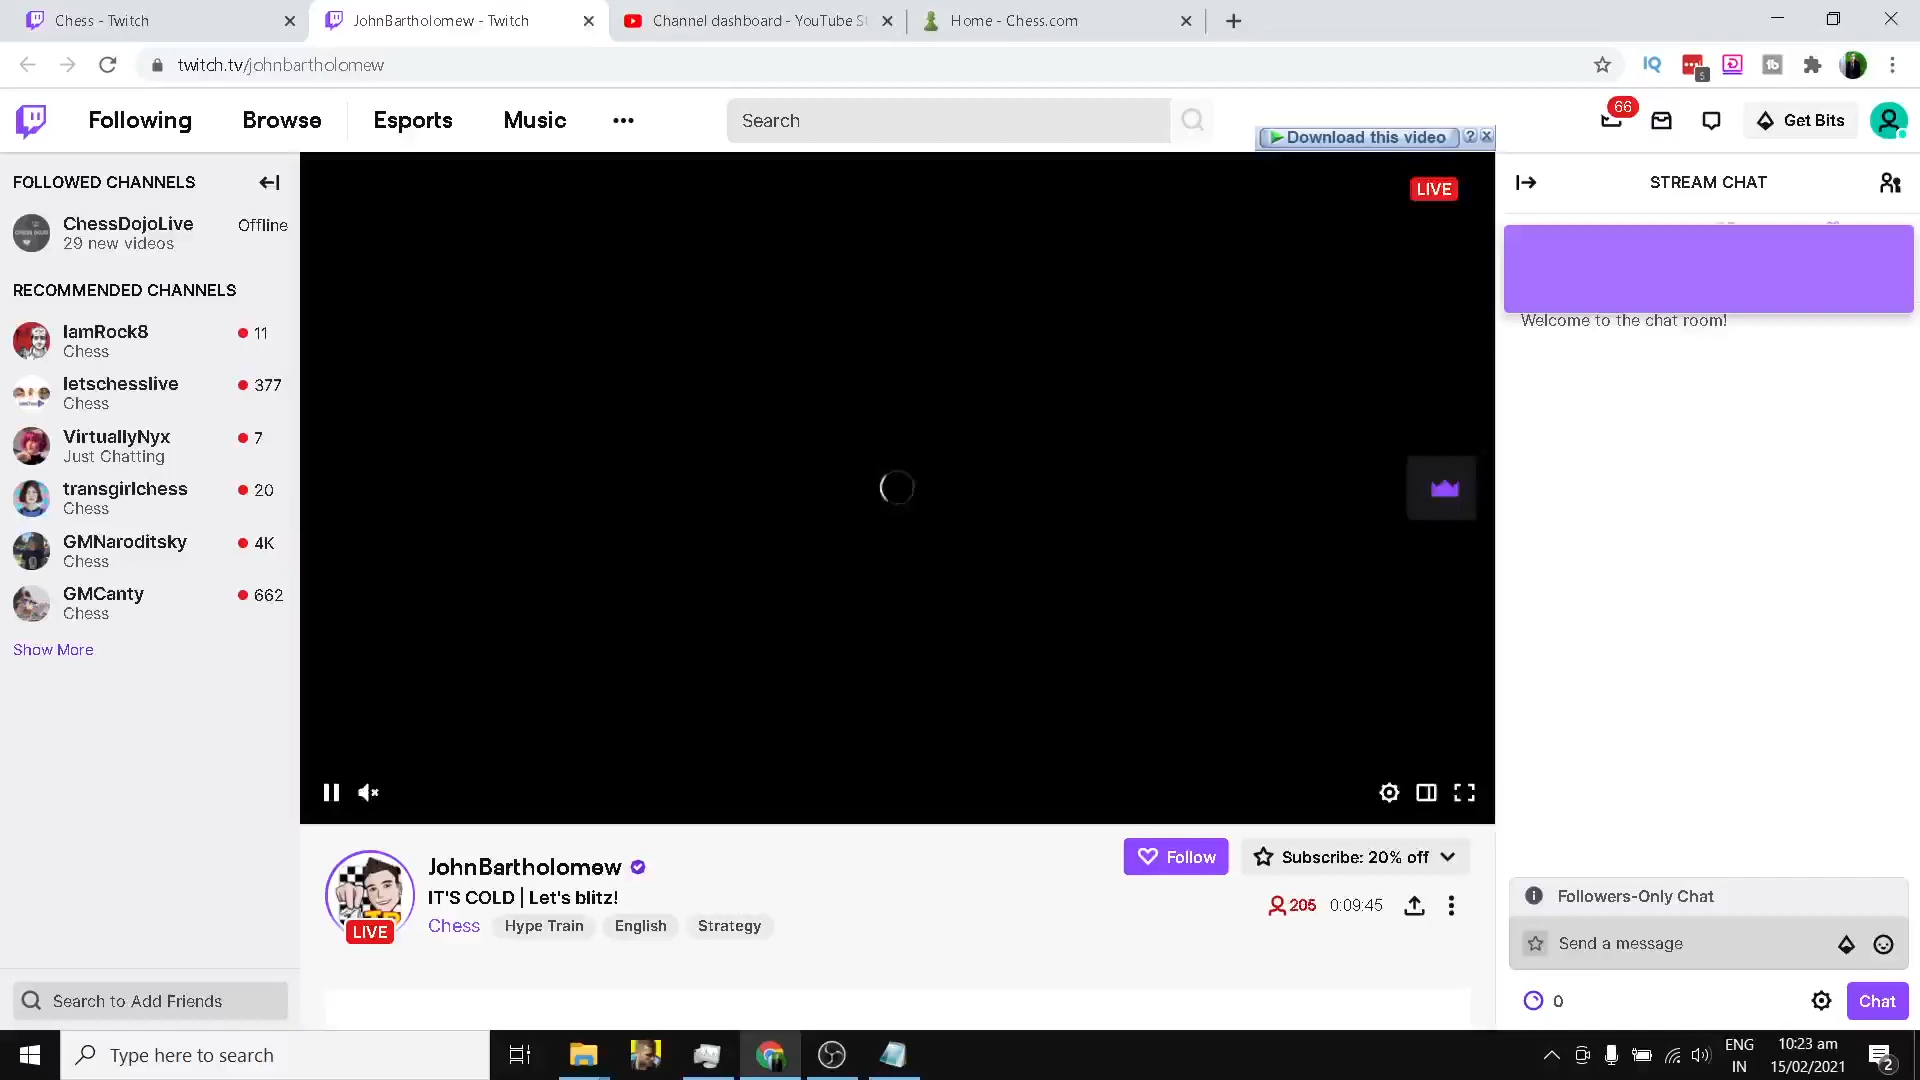 Chess - Twitch
JohnBartholomew - Twitch
Channel dashboard - YouTube St
Home - Chess.com
twitch.tv/johnbartholomew
IQ
5
tb
Following
Browse
Esports
Music
Search
Download this video
?
66
Get Bits
FOLLOWED CHANNELS
ChessDojoLive
Offline
29 new videos
RECOMMENDED CHANNELS
IamRock8
11
Chess
letschesslive
377
Chess
VirtuallyNyx
7
Just Chatting
transgirlchess
20
Chess
GMNaroditsky
4K
Chess
GMCanty
662
Chess
Show More
Search to Add Friends
LIVE
JohnBartholomew
IT'S COLD | Let's blitz!
LIVE
Chess
Hype Train
English
Strategy
Follow
Subscribe: 20% off
205
0:09:45
STREAM CHAT
Welcome to the chat room!
Followers-Only Chat
Send a message
0
Chat
Type here to search
ENG
IN
10:23 am
15/02/2021
2